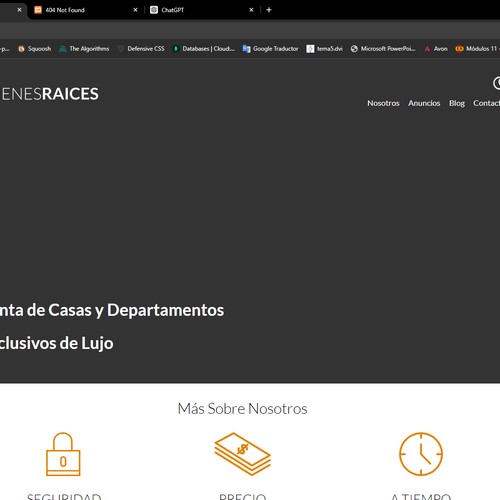 404 Not Found
ChatGPT
Squoosh
The Algorithms
Defensive CSS
Databases | Cloud:...
Google Traductor
tema5.dvi
Microsoft PowerPoi...
Avon
Módulos 11 -
ENESRAICES
Nosotros Anuncios Blog Contact
nta de Casas y Departamentos
clusivos de Lujo
Más Sobre Nosotros
SEGURIDAD
PRECIO
A TIEMPO